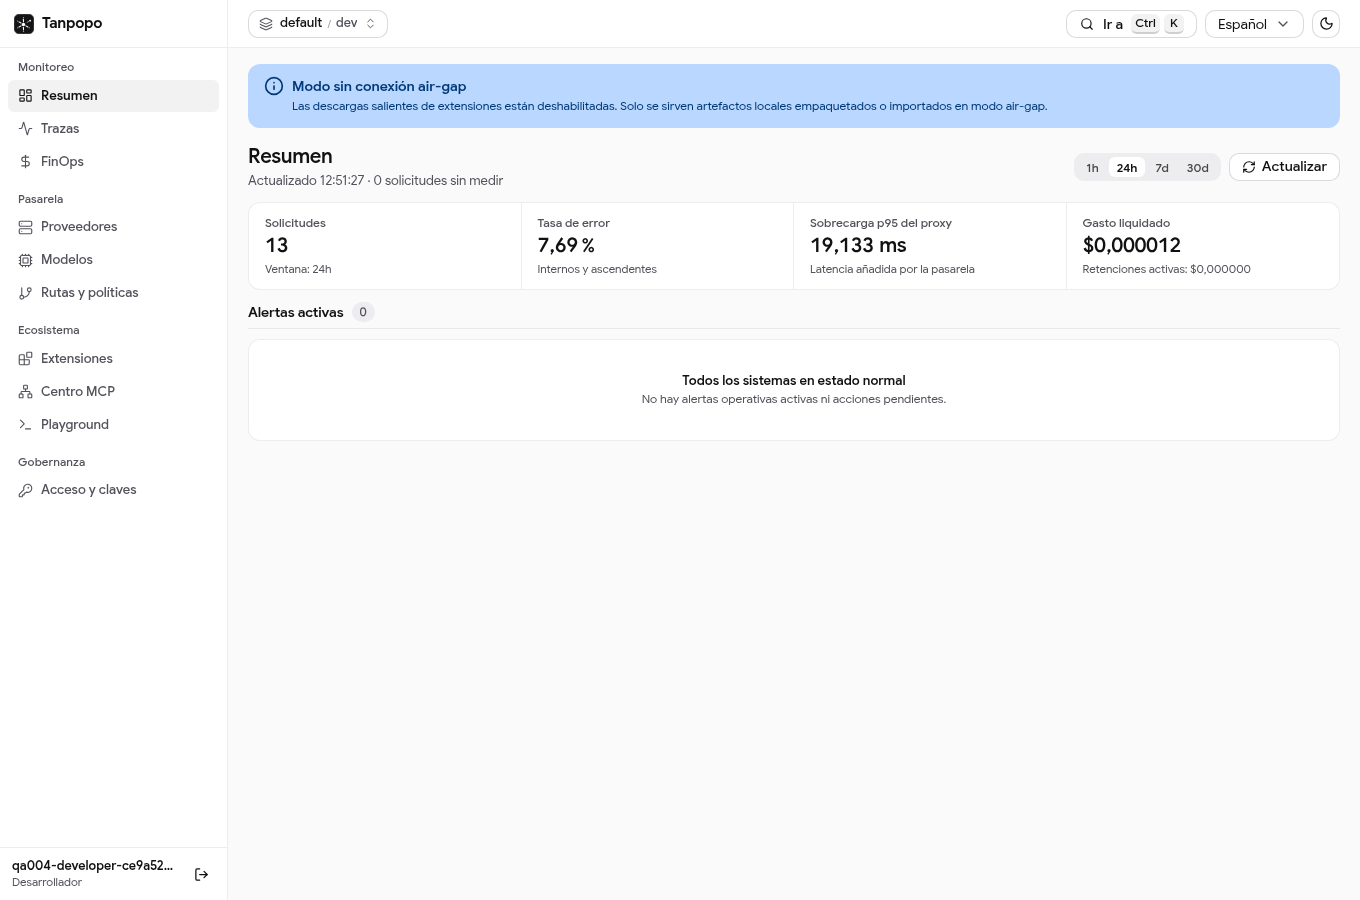 Tanpopo
default / dev
Ir a Ctrl K
Español
Monitoreo
Resumen
Trazas
FinOps
Pasarela
Proveedores
Modelos
Rutas y políticas
Ecosistema
Extensiones
Centro MCP
Playground
Gobernanza
Acceso y claves
qa004-developer-ce9a52...
Desarrollador
Modo sin conexión air-gap
Las descargas salientes de extensiones están deshabilitadas. Solo se sirven artefactos locales empaquetados o importados en modo air-gap.
Resumen
Actualizado 12:51:27 · 0 solicitudes sin medir
1h 24h 7d 30d
Actualizar
Solicitudes
13
Ventana: 24h
Tasa de error
7,69 %
Internos y ascendentes
Sobrecarga p95 del proxy
19,133 ms
Latencia añadida por la pasarela
Gasto liquidado
$0,000012
Retenciones activas: $0,000000
Alertas activas 0
Todos los sistemas en estado normal
No hay alertas operativas activas ni acciones pendientes.